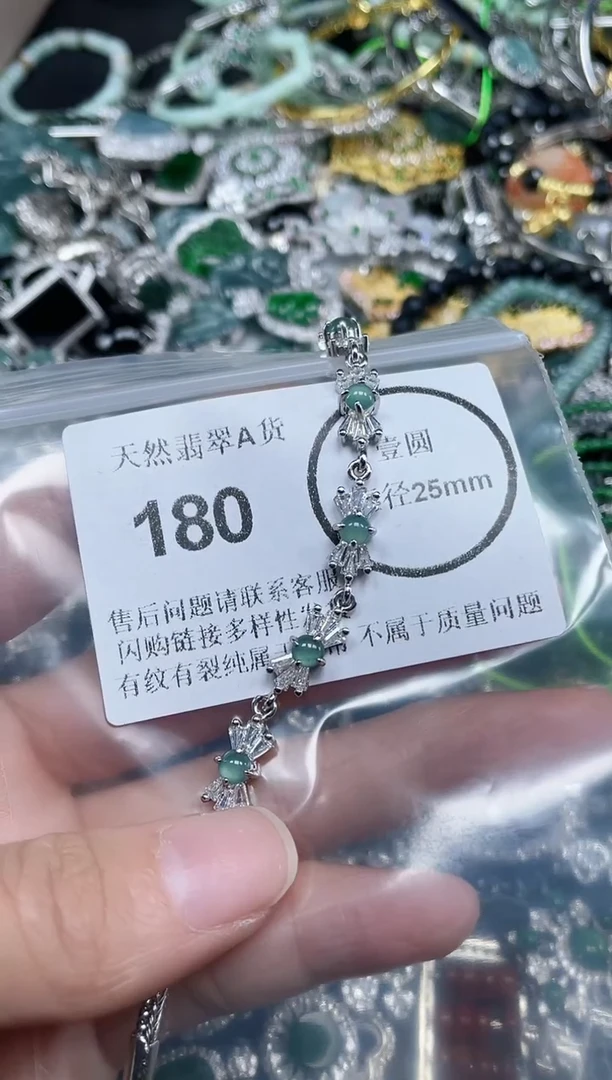 天然翡翠A货
180
壹圆
径25mm
售后问题请联系客服
闪购链接多样性
有纹有裂纯属 不属于质量问题